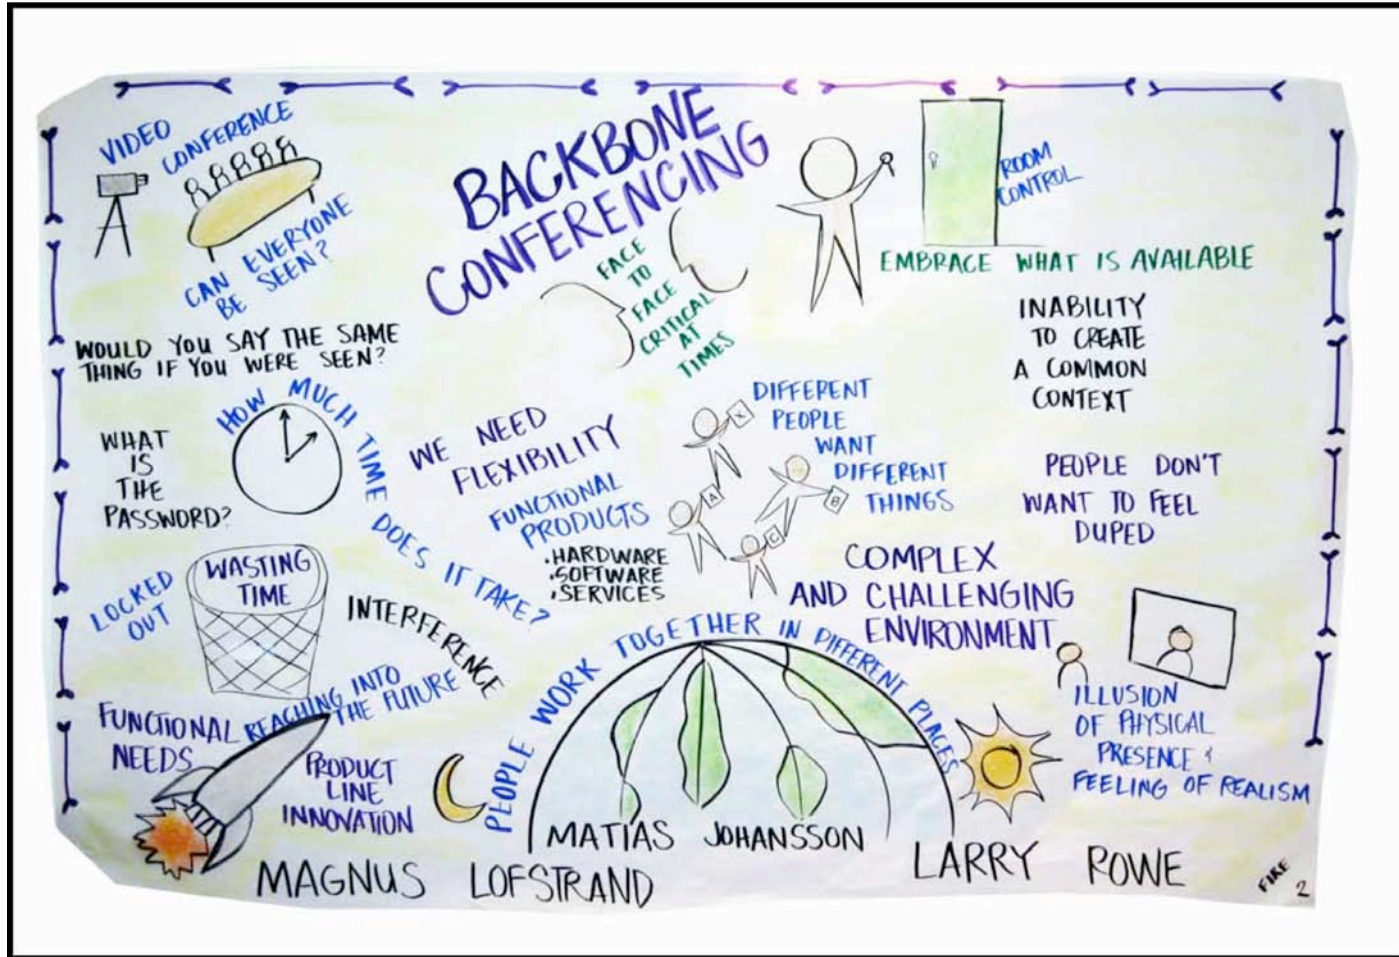 VIDEO
CONFERENCE
CAN EVERYONE
BE SEEN?
BACKBONE
CONFERENCING
FACE
TO
FACE
CRITICAL
AT
TIMES
ROOM
CONTROL
EMBRACE WHAT IS AVAILABLE
INABILITY
TO CREATE
A COMMON
CONTEXT
WOULD YOU SAY THE SAME
THING IF YOU WERE SEEN?
HOW MUCH TIME DOES IT TAKE?
WHAT
IS
THE
PASSWORD?
WE NEED
FLEXIBILITY
FUNCTIONAL
PRODUCTS
.HARDWARE
.SOFTWARE
.SERVICES
X
A
B
C
DIFFERENT
PEOPLE
WANT
DIFFERENT
THINGS
PEOPLE DON'T
WANT TO FEEL
DUPED
LOCKED
OUT
WASTING
TIME
INTERFERENCE
COMPLEX
AND CHALLENGING
ENVIRONMENT
PEOPLE WORK TOGETHER IN DIFFERENT PLACES
ILLUSION
OF PHYSICAL
PRESENCE &
FEELING OF REALISM
FUNCTIONAL
NEEDS
REACHING INTO
THE FUTURE
PRODUCT
LINE
INNOVATION
MATIAS JOHANSSON
MAGNUS LOFSTRAND
LARRY ROWE
FIRE
2